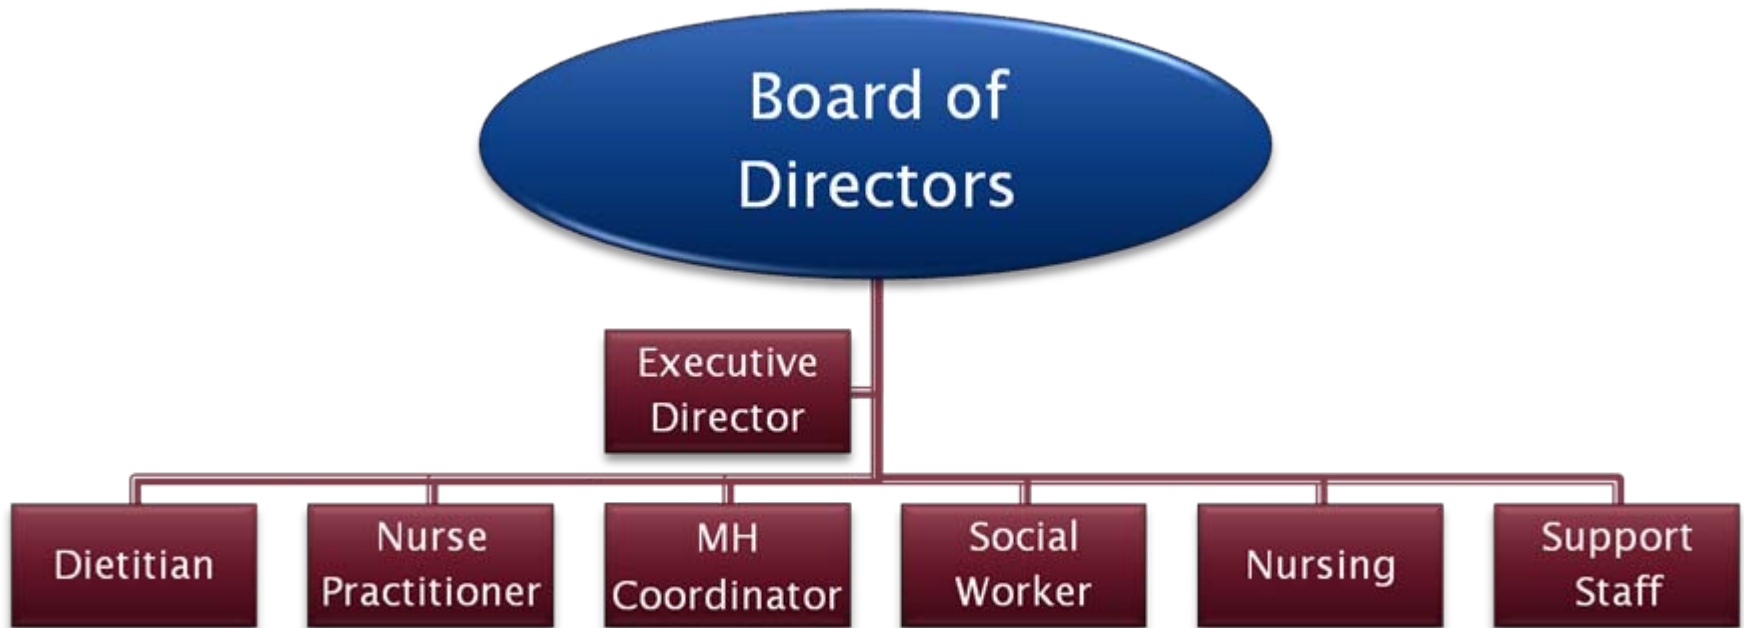 Board of
Directors
Executive
Director
Dietitian
Nurse
Practitioner
MH
Coordinator
Social
Worker
Nursing
Support
Staff